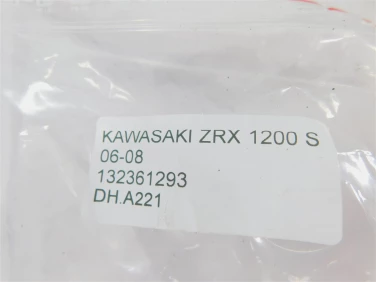 KAWASAKI ZRX 1200 S
06-08
132361293
DH.A221